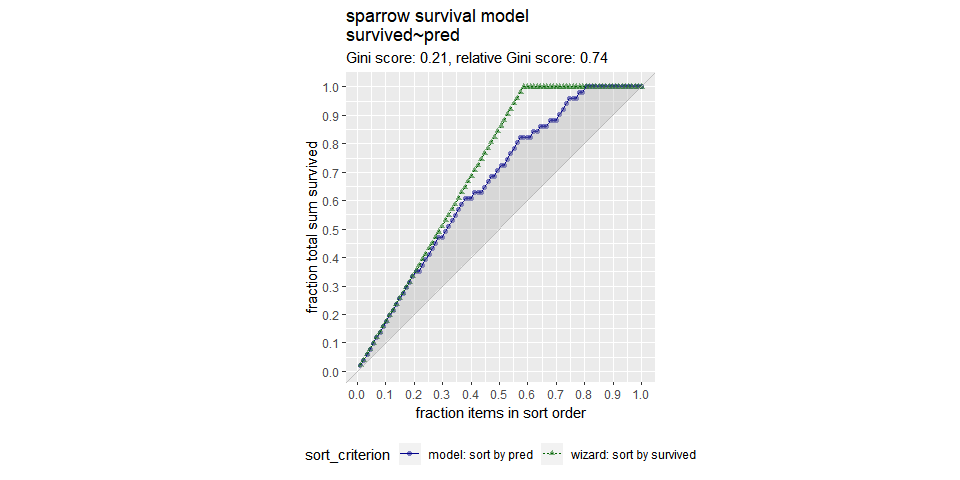 sparrow survival model
survived~pred
Gini score: 0.21, relative Gini score: 0.74
fraction total sum survived
1.0
0.9
0.8
0.7
0.6
0.5
0.4
0.3
0.2
0.1
0.0
0.0 0.1 0.2 0.3 0.4 0.5 0.6 0.7 0.8 0.9 1.0
fraction items in sort order
sort_criterion model: sort by pred wizard: sort by survived